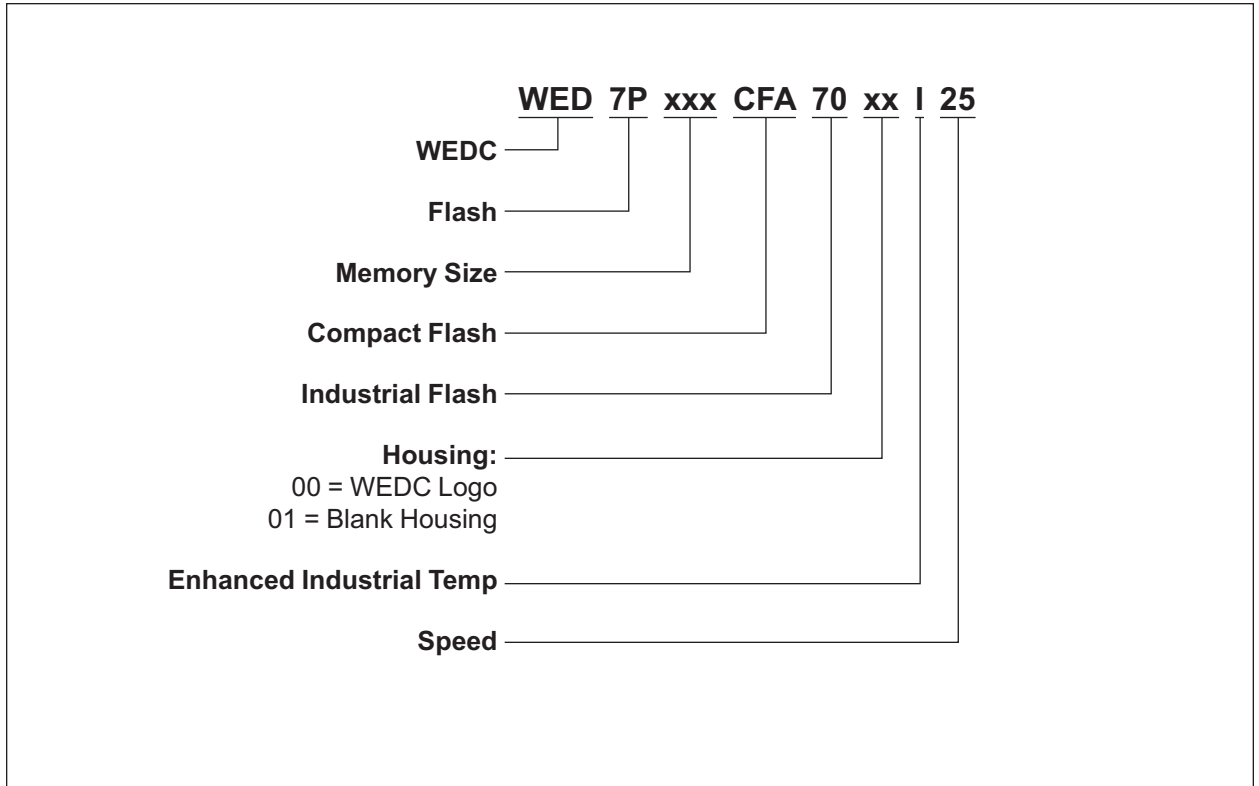 WED 7P xxx CFA 70 xx I 25
WEDC
Flash
Memory Size
Compact Flash
Industrial Flash
Housing:
00 = WEDC Logo
01 = Blank Housing
Enhanced Industrial Temp
Speed